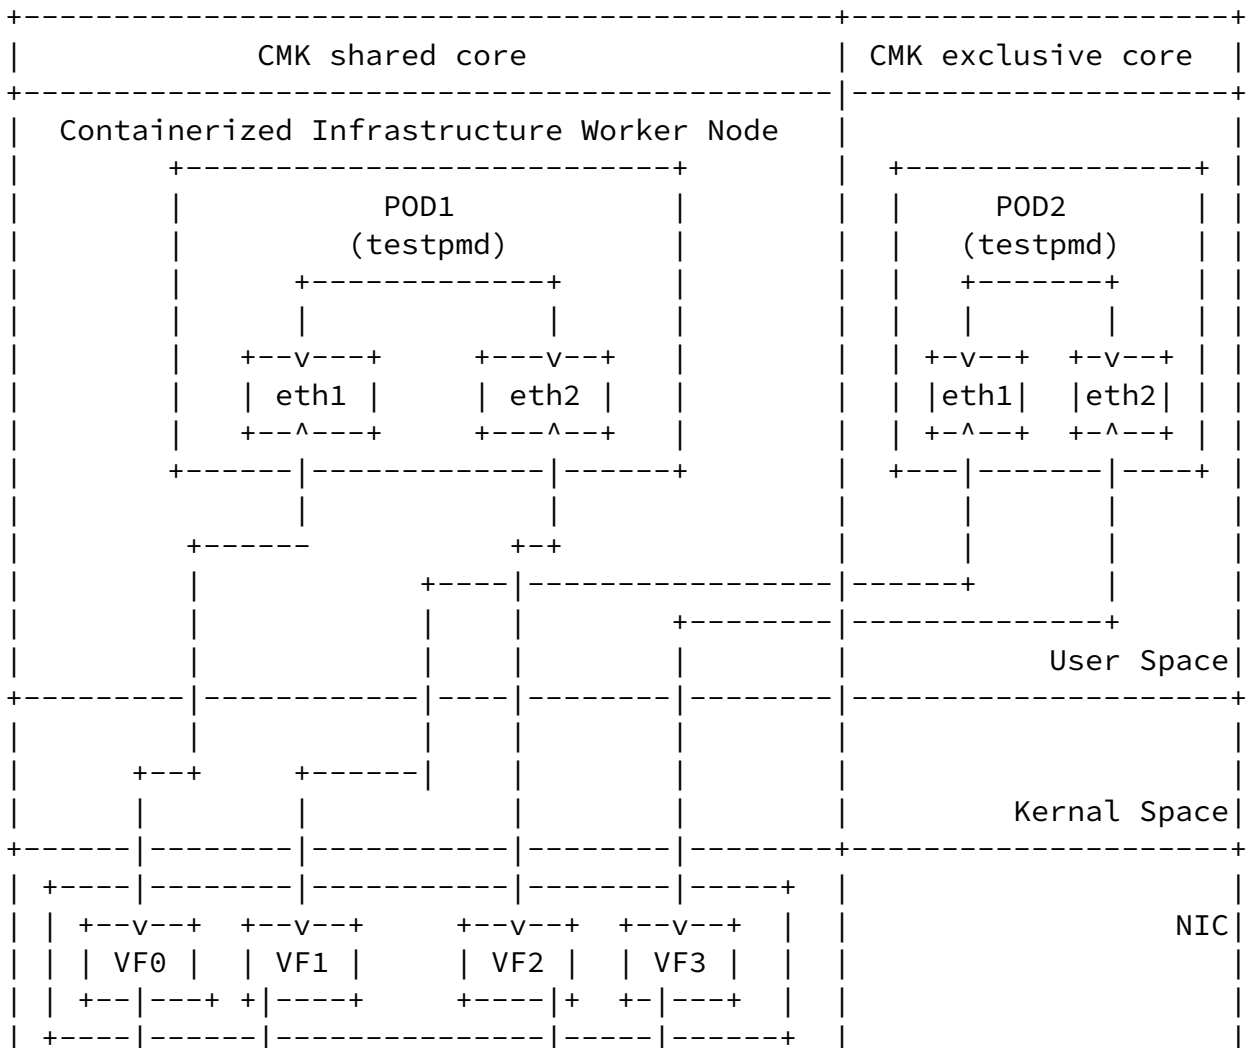 CMK shared core CMK exclusive core
Containerized Infrastructure Worker Node
POD1 POD2
(testpmd) (testpmd)
eth1 eth2 eth1 eth2
User Space
Kernal Space
NIC
VF0 VF1 VF2 VF3